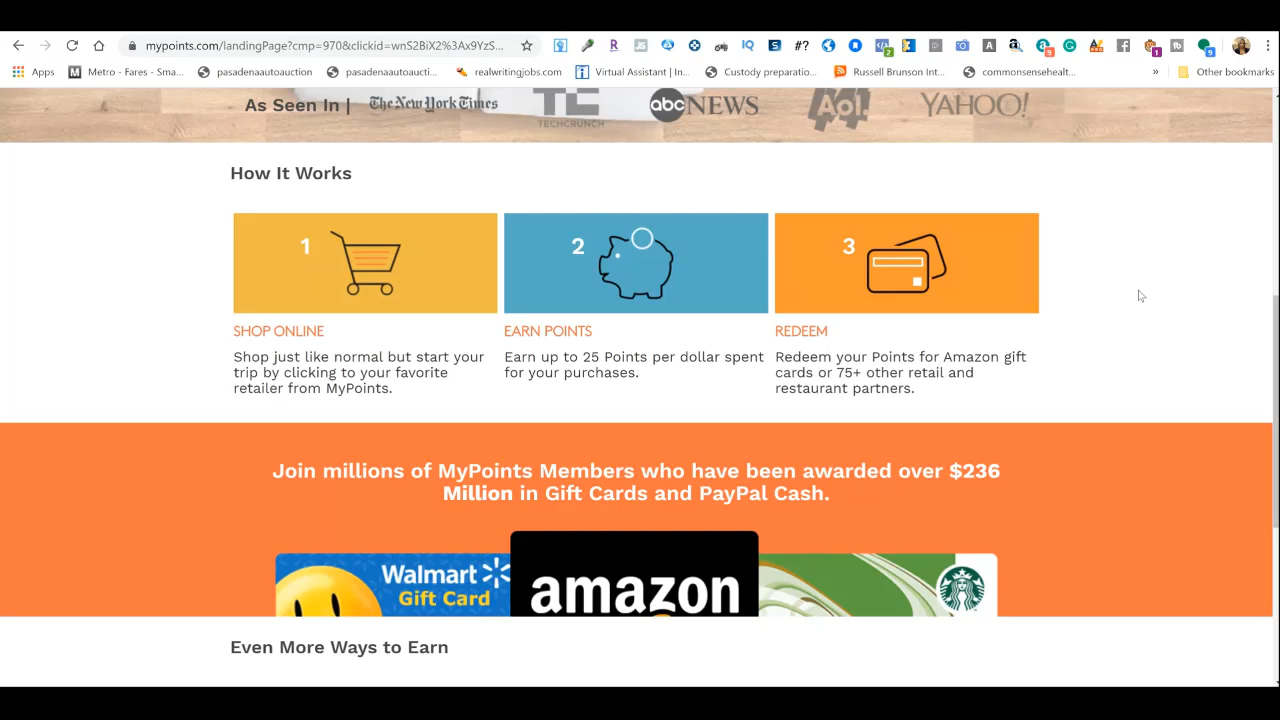 mypoints.com/landingPage?cmp=970&clickid=wnS2BiX2%3Ax9YzS...
Apps
Metro - Fares - Sma...
pasadenaautoauction
pasadenaautoaucti...
realwritingjobs.com
Virtual Assistant | In...
Custody preparatio...
Russell Brunson Int...
commonsensehealt...
»
Other bookmarks
As Seen In |
The New York Times
TC
TECHCRUNCH
abc NEWS
Aol.
YAHOO!
How It Works
1
2
3
SHOP ONLINE
Shop just like normal but start your
trip by clicking to your favorite
retailer from MyPoints.
EARN POINTS
Earn up to 25 Points per dollar spent
for your purchases.
REDEEM
Redeem your Points for Amazon gift
cards or 75+ other retail and
restaurant partners.
Join millions of MyPoints Members who have been awarded over $236
Million in Gift Cards and PayPal Cash.
Walmart
Gift Card
amazon
Even More Ways to Earn